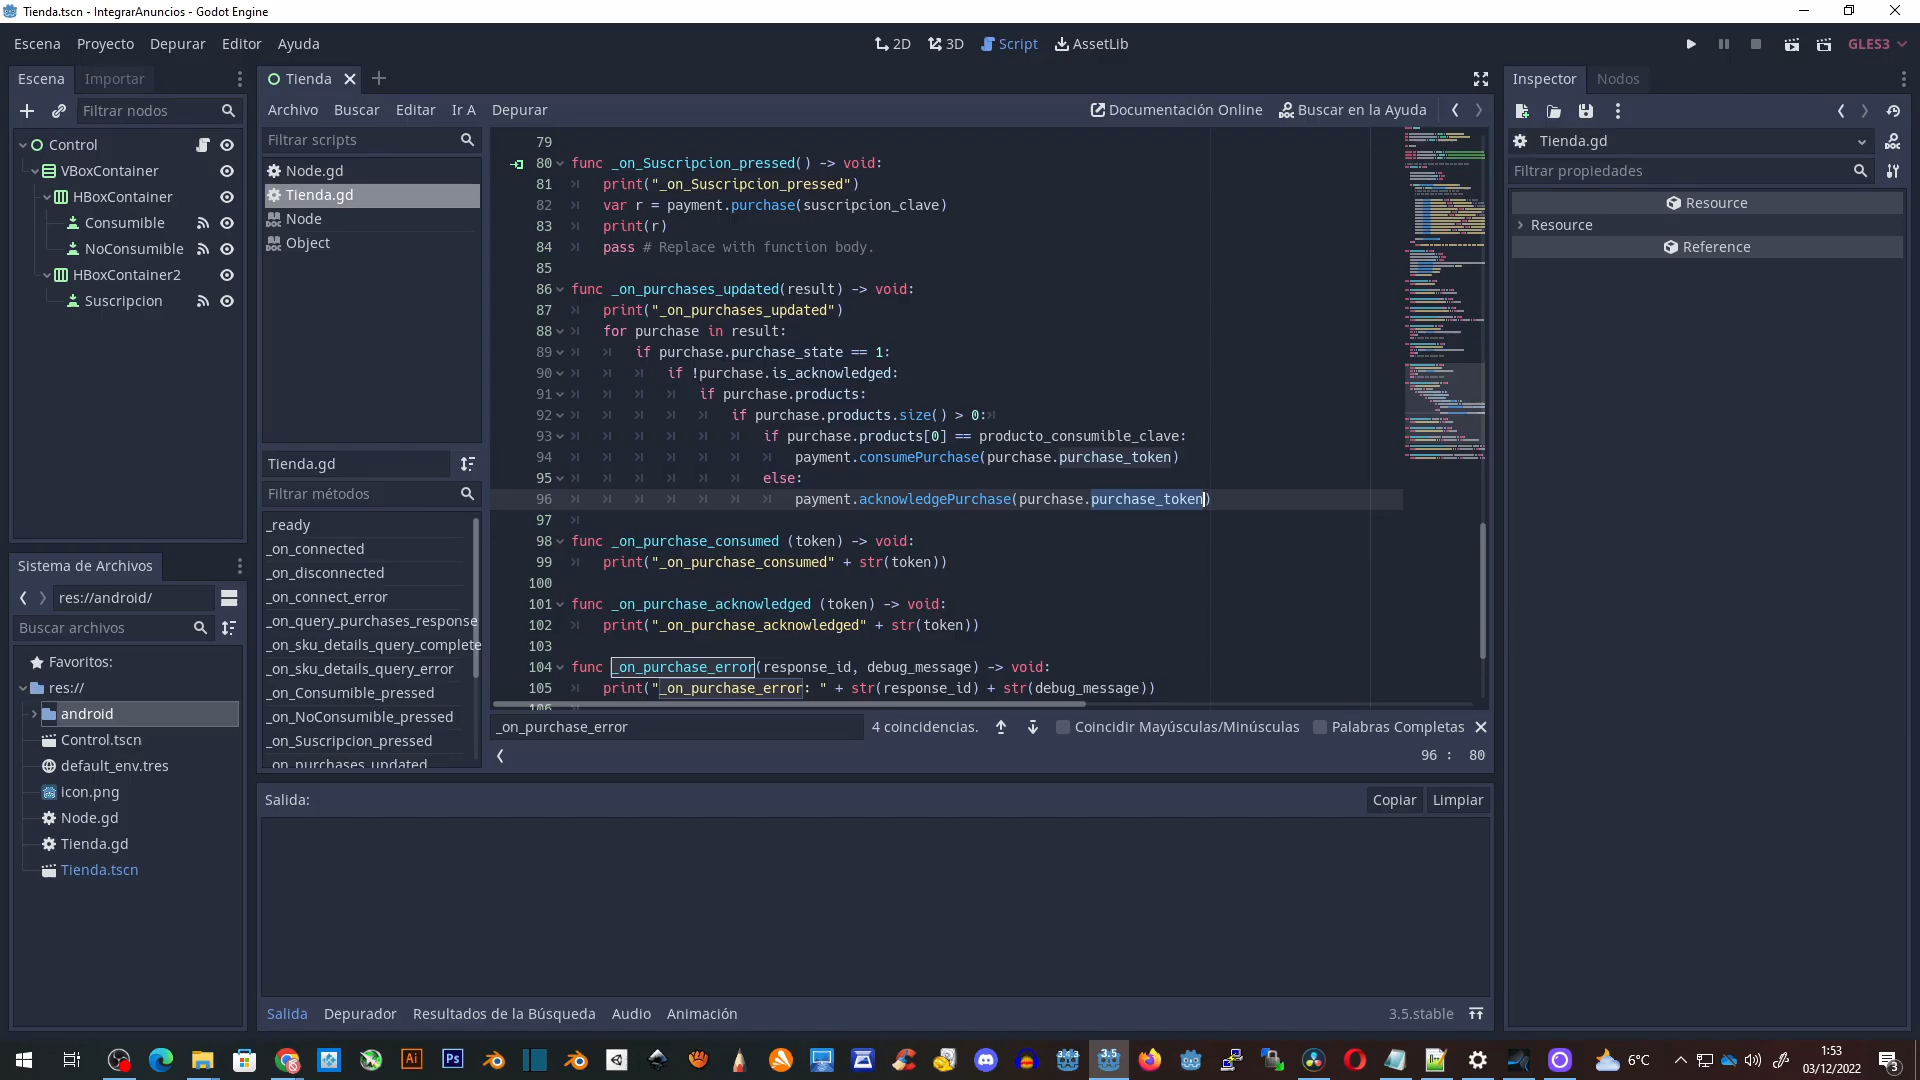 Tienda.tscn - IntegrarAnuncios - Godot Engine
Escena Proyecto Depurar Editor Ayuda
2D 3D Script AssetLib
GLES3
Escena Importar
Filtrar nodos
Control
VBoxContainer
HBoxContainer
Consumible
NoConsumible
HBoxContainer2
Suscripcion
Sistema de Archivos
res://android/
Buscar archivos
Favoritos:
res://
android
Control.tscn
default_env.tres
icon.png
Node.gd
Tienda.gd
Tienda.tscn
Tienda
Archivo Buscar Editar Ir A Depurar
Documentación Online Buscar en la Ayuda
Filtrar scripts
Node.gd
Tienda.gd
Node
Object
Tienda.gd
Filtrar métodos
_ready
_on_connected
_on_disconnected
_on_connect_error
_on_query_purchases_response
_on_sku_details_query_complete
_on_sku_details_query_error
_on_Consumible_pressed
_on_NoConsumible_pressed
_on_Suscripcion_pressed
_on_purchases_updated
79
80 func _on_Suscripcion_pressed() -> void:
81 print("_on_Suscripcion_pressed")
82 var r = payment.purchase(suscripcion_clave)
83 print(r)
84 pass # Replace with function body.
85
86 func _on_purchases_updated(result) -> void:
87 print("_on_purchases_updated")
88 for purchase in result:
89 if purchase.purchase_state == 1:
90 if !purchase.is_acknowledged:
91 if purchase.products:
92 if purchase.products.size() > 0:
93 if purchase.products[0] == producto_consumible_clave:
94 payment.consumePurchase(purchase.purchase_token)
95 else:
96 payment.acknowledgePurchase(purchase.purchase_token)
97
98 func _on_purchase_consumed (token) -> void:
99 print("_on_purchase_consumed" + str(token))
100
101 func _on_purchase_acknowledged (token) -> void:
102 print("_on_purchase_acknowledged" + str(token))
103
104 func _on_purchase_error(response_id, debug_message) -> void:
105 print("_on_purchase_error: " + str(response_id) + str(debug_message))
106
_on_purchase_error 4 coincidencias. Coincidir Mayúsculas/Minúsculas Palabras Completas
96 : 80
Salida: Copiar Limpiar
Salida Depurador Resultados de la Búsqueda Audio Animación 3.5.stable
Inspector Nodos
Tienda.gd
Filtrar propiedades
Resource
Resource
Reference
Ai Ps 3.4.3 3.5
6°C
1:53
03/12/2022
3